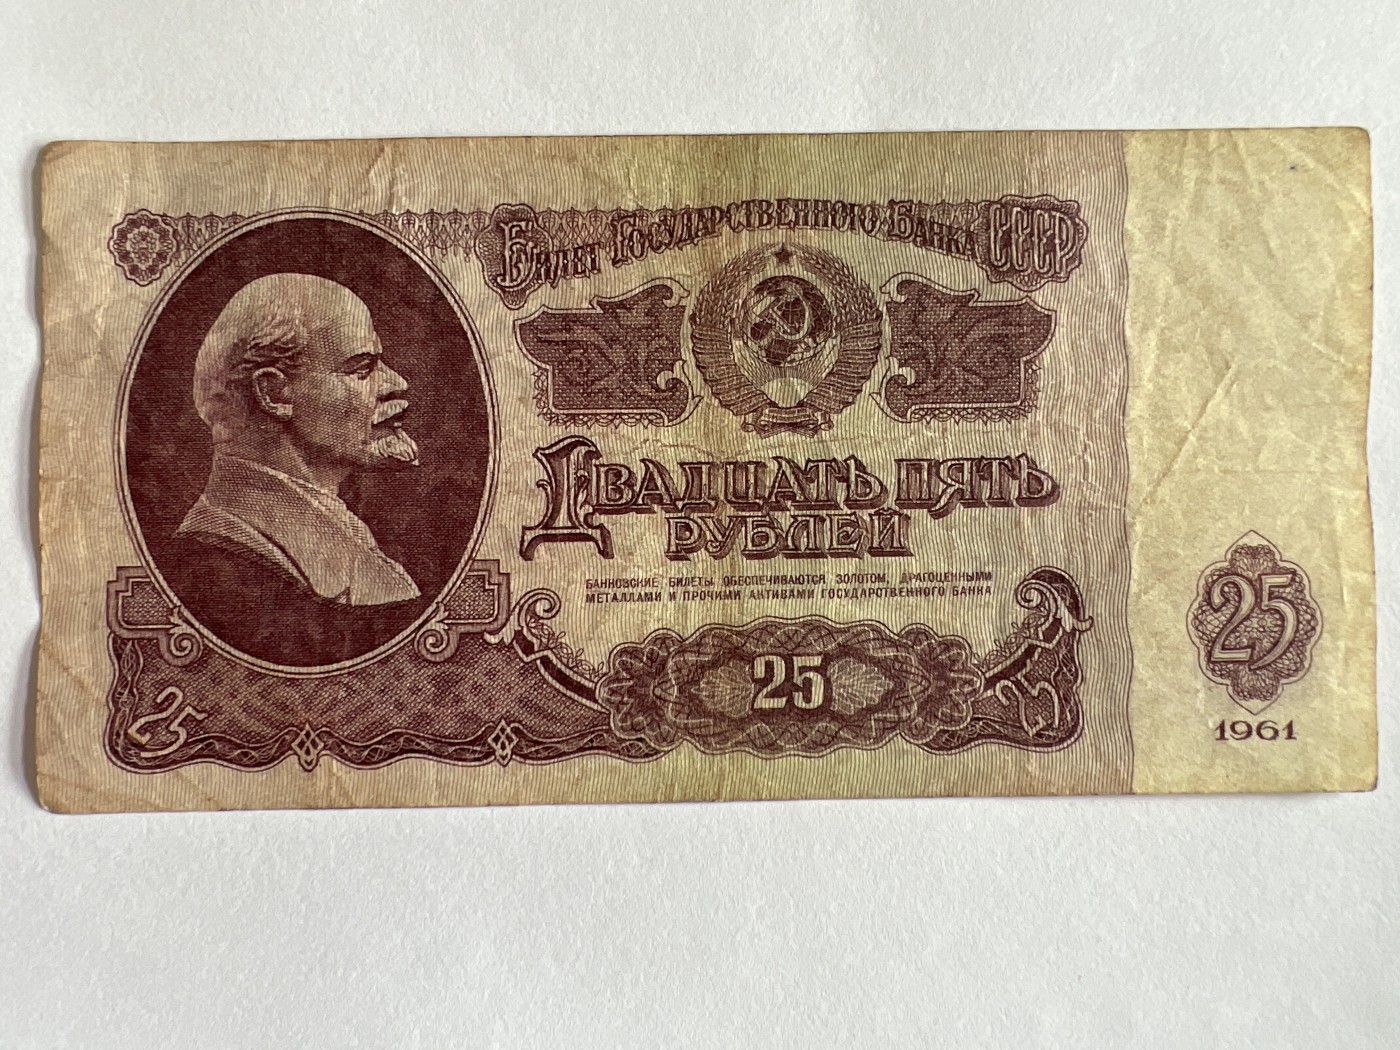 Билет Государственного Банка СССР
Двадцать пять
рублей
БАНКОВСКИЕ БИЛЕТЫ ОБЕСПЕЧИВАЮТСЯ ЗОЛОТОМ, ДРАГОЦЕННЫМИ
МЕТАЛЛАМИ И ПРОЧИМИ АКТИВАМИ ГОСУДАРСТВЕННОГО БАНКА
25
25
25
25
1961